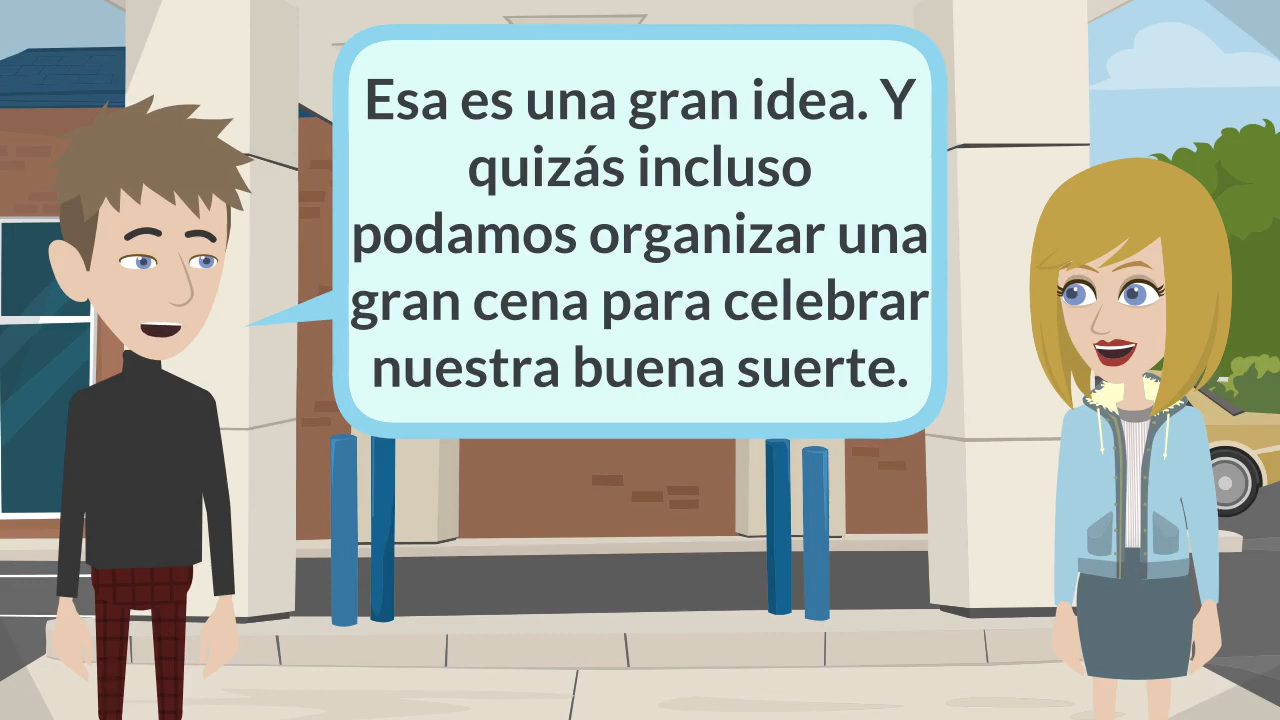 Esa es una gran idea. Y
quizás incluso
podamos organizar una
gran cena para celebrar
nuestra buena suerte.